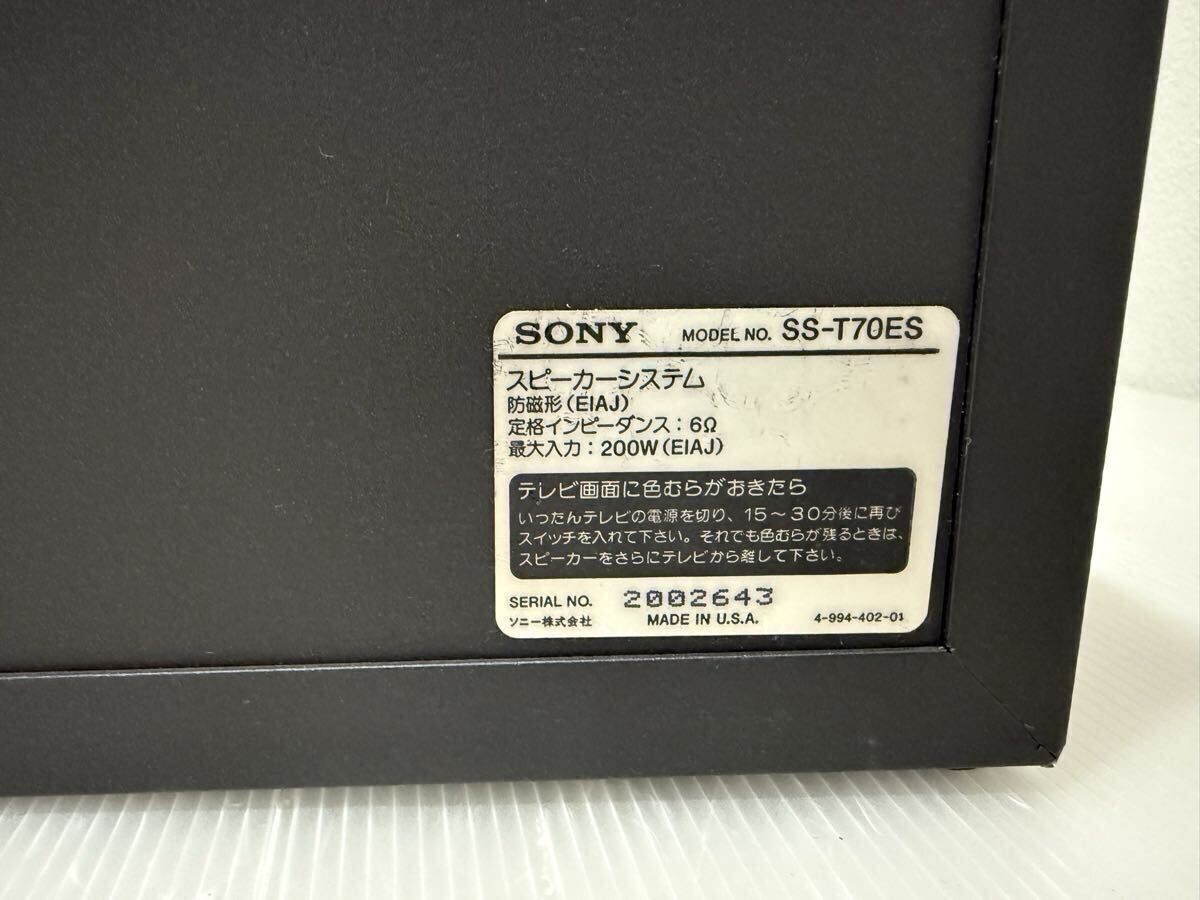 SONY MODEL NO. SS-T70ES
スピーカーシステム
防磁形(EIAJ)
定格インピーダンス:6Ω
最大入力:200W(EIAJ)
テレビ画面に色むらがおきたら
いったんテレビの電源を切り、15〜30分後に再び
スイッチを入れて下さい。それでも色むらが残るときは、
スピーカーをさらにテレビから離して下さい。
SERIAL NO. 2002643
ソニー株式会社 MADE IN U.S.A. 4-994-402-01